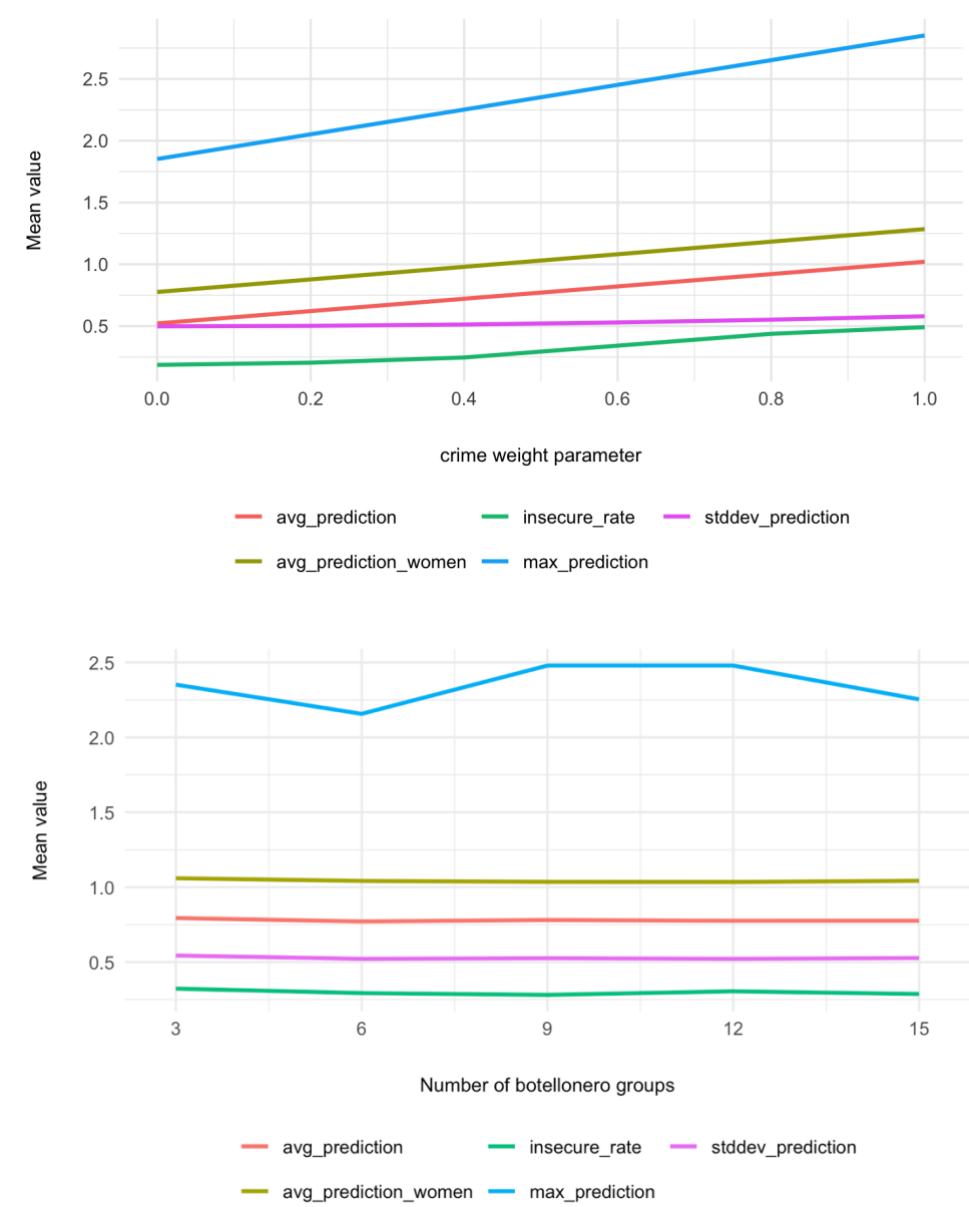 Mean value
2.5
2.0
1.5
1.0
0.5
0.0 0.2 0.4 0.6 0.8 1.0
crime weight parameter
avg_prediction insecure_rate stddev_prediction
avg_prediction_women max_prediction
Mean value
2.5
2.0
1.5
1.0
0.5
3 6 9 12 15
Number of botellonero groups
avg_prediction insecure_rate stddev_prediction
avg_prediction_women max_prediction